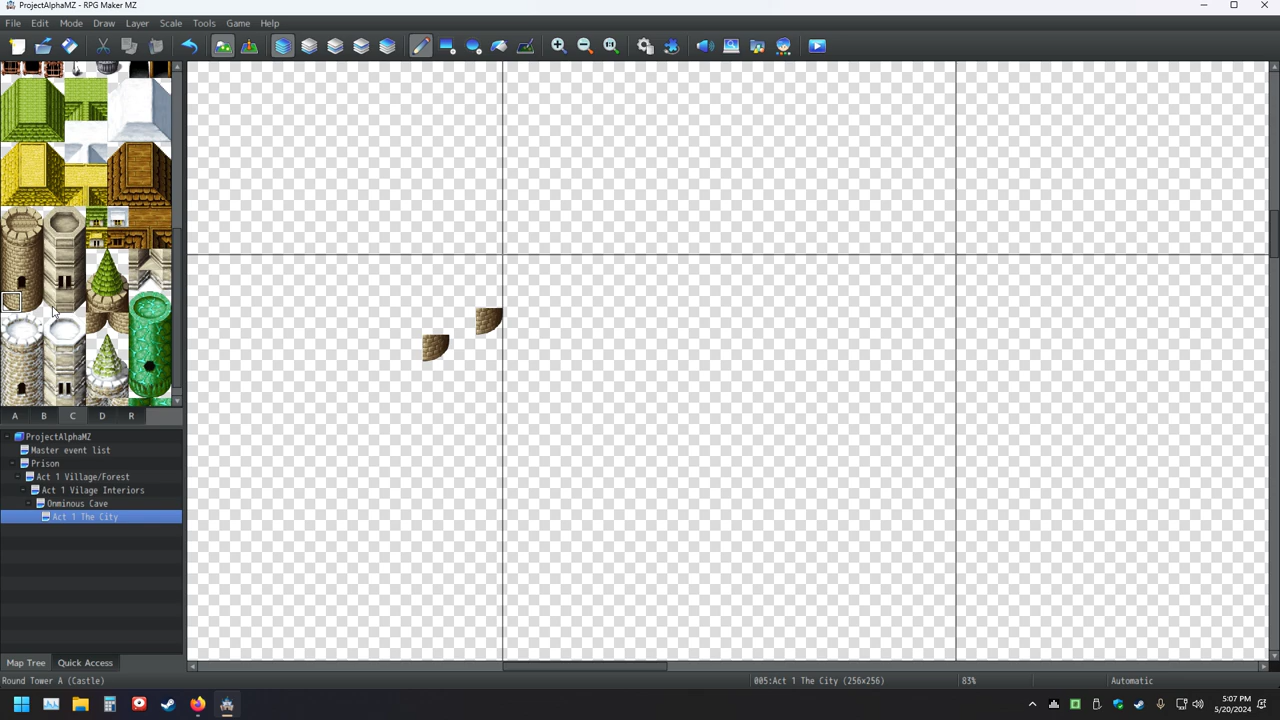 ProjectAlphaMZ - RPG Maker MZ
File Edit Mode Draw Layer Scale Tools Game Help
A B C D R
ProjectAlphaMZ
Master event list
Prison
Act 1 Village/Forest
Act 1 Vilage Interiors
Onminous Cave
Act 1 The City
Map Tree Quick Access
Round Tower A (Castle) 005:Act 1 The City (256x256) 83% Automatic
5:07 PM
5/20/2024